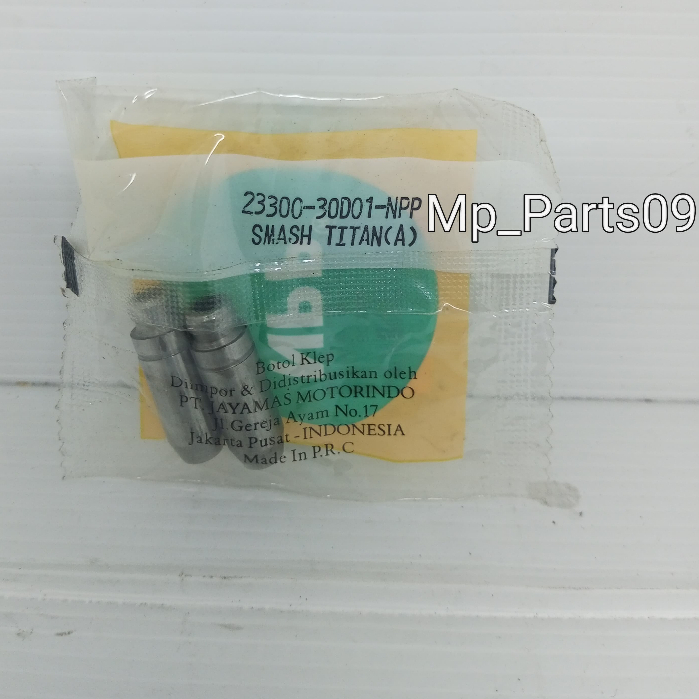 23300-30D01-NPP
SMASH TITAN(A)
Mp_Parts09
Botol Klep
Diimpor & Didistribusikan oleh
PT. JAYAMAS MOTORINDO
Jl. Gereja Ayam No.17
Jakarta Pusat - INDONESIA
Made In P.R.C